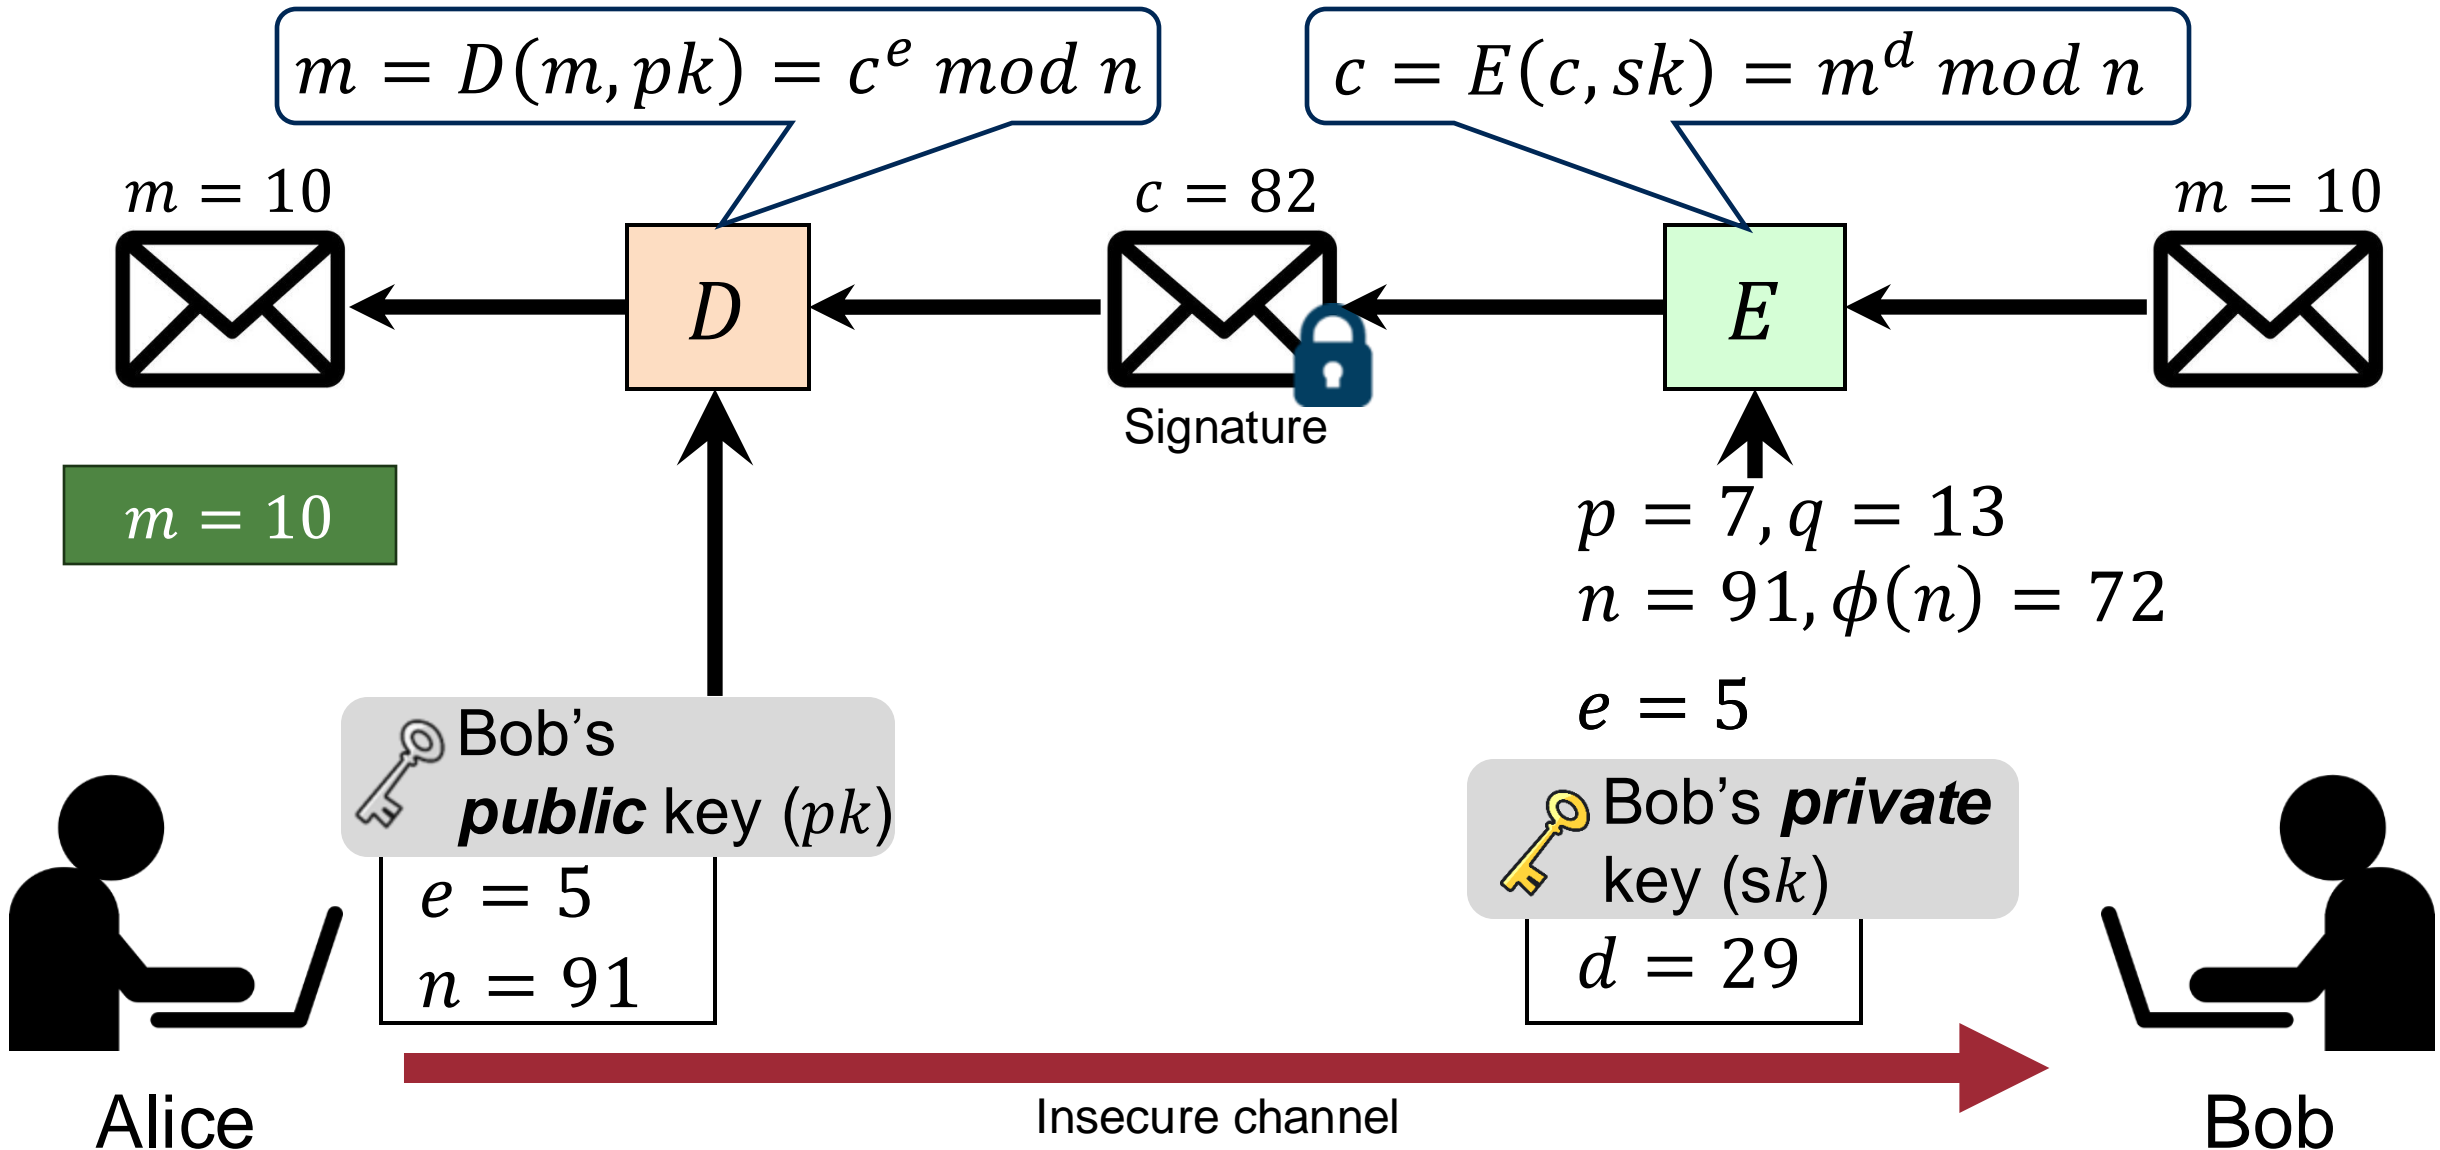 m = D(m, pk) = c^e mod n
c = E(c, sk) = m^d mod n
m = 10
c = 82
m = 10
D
E
Signature
m = 10
p = 7, q = 13
n = 91, ϕ(n) = 72
e = 5
Bob’s
public key (pk)
e = 5
n = 91
Bob’s private
key (sk)
d = 29
Insecure channel
Alice
Bob